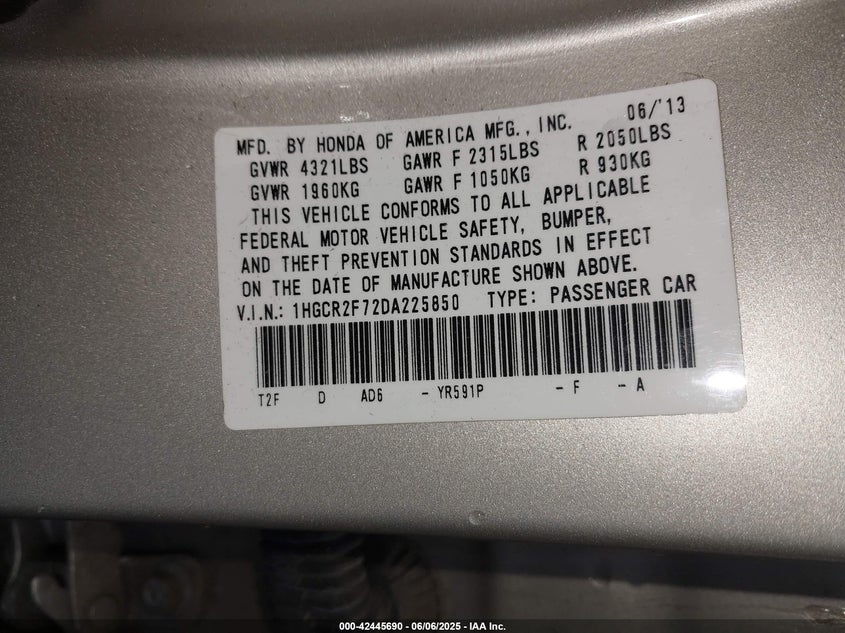 MFD. BY HONDA OF AMERICA MFG., INC. 06/'13
GVWR 4321LBS GAWR F 2315LBS R 2050LBS
GVWR 1960KG GAWR F 1050KG R 930KG
THIS VEHICLE CONFORMS TO ALL APPLICABLE
FEDERAL MOTOR VEHICLE SAFETY, BUMPER,
AND THEFT PREVENTION STANDARDS IN EFFECT
ON THE DATE OF MANUFACTURE SHOWN ABOVE.
V.I.N.: 1HGCR2F72DA225850 TYPE: PASSENGER CAR
T2F D AD6 - YR591P - F - A
000-42445690 - 06/06/2025 - IAA Inc.